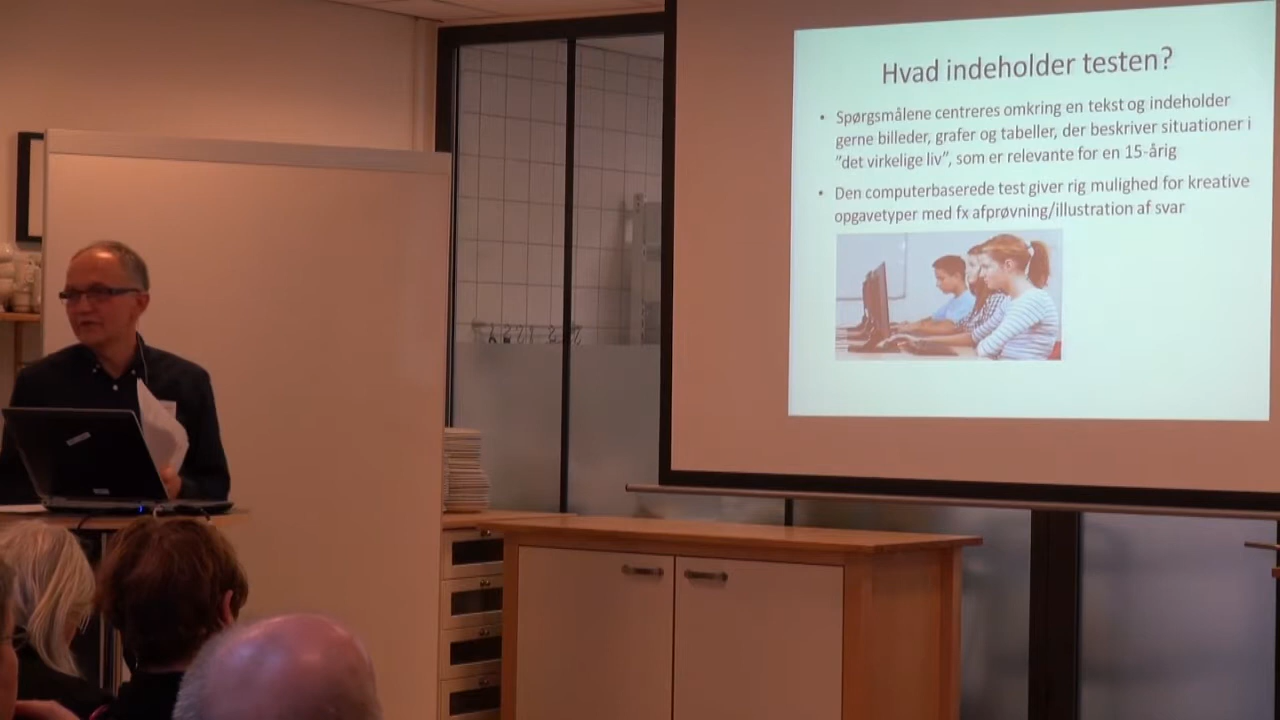 Hvad indeholder testen?
• Spørgsmålene centreres omkring en tekst og indeholder
gerne billeder, grafer og tabeller, der beskriver situationer i
”det virkelige liv”, som er relevante for en 15-årig
• Den computerbaserede test giver rig mulighed for kreative
opgavetyper med fx afprøvning/illustration af svar